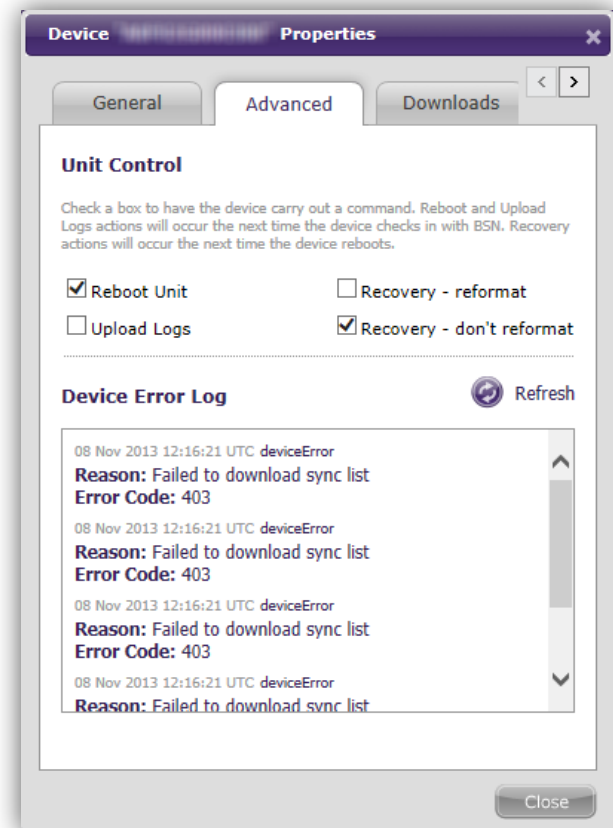 Device Properties
General Advanced Downloads
Unit Control
Check a box to have the device carry out a command. Reboot and Upload
Logs actions will occur the next time the device checks in with BSN. Recovery
actions will occur the next time the device reboots.
Reboot Unit Recovery - reformat
Upload Logs Recovery - don't reformat
Device Error Log Refresh
08 Nov 2013 12:16:21 UTC deviceError
Reason: Failed to download sync list
Error Code: 403
08 Nov 2013 12:16:21 UTC deviceError
Reason: Failed to download sync list
Error Code: 403
08 Nov 2013 12:16:21 UTC deviceError
Reason: Failed to download sync list
Error Code: 403
08 Nov 2013 12:16:21 UTC deviceError
Reason: Failed to download sync list
Close